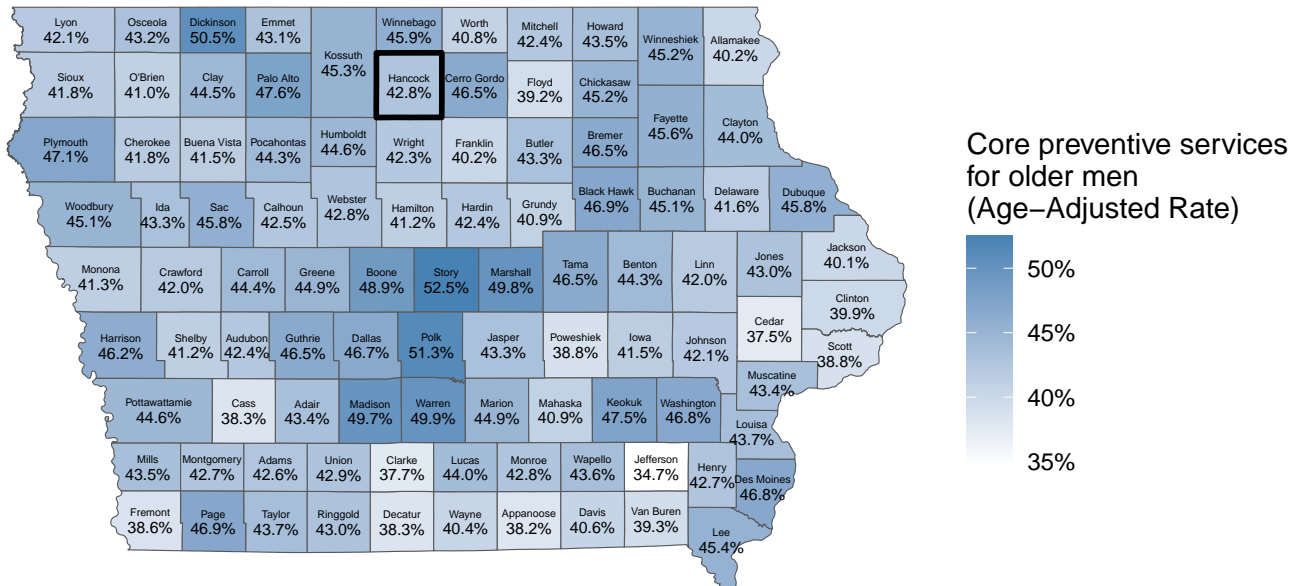 Lyon
42.1%
Osceola
43.2%
Dickinson
50.5%
Emmet
43.1%
Kossuth
45.3%
Winnebago
45.9%
Worth
40.8%
Mitchell
42.4%
Howard
43.5%
Winneshiek
45.2%
Allamakee
40.2%
Sioux
41.8%
O'Brien
41.0%
Clay
44.5%
Palo Alto
47.6%
Hancock
42.8%
Cerro Gordo
46.5%
Floyd
39.2%
Chickasaw
45.2%
Fayette
45.6%
Clayton
44.0%
Plymouth
47.1%
Cherokee
41.8%
Buena Vista
41.5%
Pocahontas
44.3%
Humboldt
44.6%
Wright
42.3%
Franklin
40.2%
Butler
43.3%
Bremer
46.5%
Woodbury
45.1%
Ida
43.3%
Sac
45.8%
Calhoun
42.5%
Webster
42.8%
Hamilton
41.2%
Hardin
42.4%
Grundy
40.9%
Black Hawk
46.9%
Buchanan
45.1%
Delaware
41.6%
Dubuque
45.8%
Monona
41.3%
Crawford
42.0%
Carroll
44.4%
Greene
44.9%
Boone
48.9%
Story
52.5%
Marshall
49.8%
Tama
46.5%
Benton
44.3%
Linn
42.0%
Jones
43.0%
Jackson
40.1%
Clinton
39.9%
Harrison
46.2%
Shelby
41.2%
Audubon
42.4%
Guthrie
46.5%
Dallas
46.7%
Polk
51.3%
Jasper
43.3%
Poweshiek
38.8%
Iowa
41.5%
Johnson
42.1%
Cedar
37.5%
Scott
38.8%
Muscatine
43.4%
Pottawattamie
44.6%
Cass
38.3%
Adair
43.4%
Madison
49.7%
Warren
49.9%
Marion
44.9%
Mahaska
40.9%
Keokuk
47.5%
Washington
46.8%
Louisa
43.7%
Mills
43.5%
Montgomery
42.7%
Adams
42.6%
Union
42.9%
Clarke
37.7%
Lucas
44.0%
Monroe
42.8%
Wapello
43.6%
Jefferson
34.7%
Henry
42.7%
Des Moines
46.8%
Fremont
38.6%
Page
46.9%
Taylor
43.7%
Ringgold
43.0%
Decatur
38.3%
Wayne
40.4%
Appanoose
38.2%
Davis
40.6%
Van Buren
39.3%
Lee
45.4%
Core preventive services
for older men
(Age−Adjusted Rate)
50%
45%
40%
35%